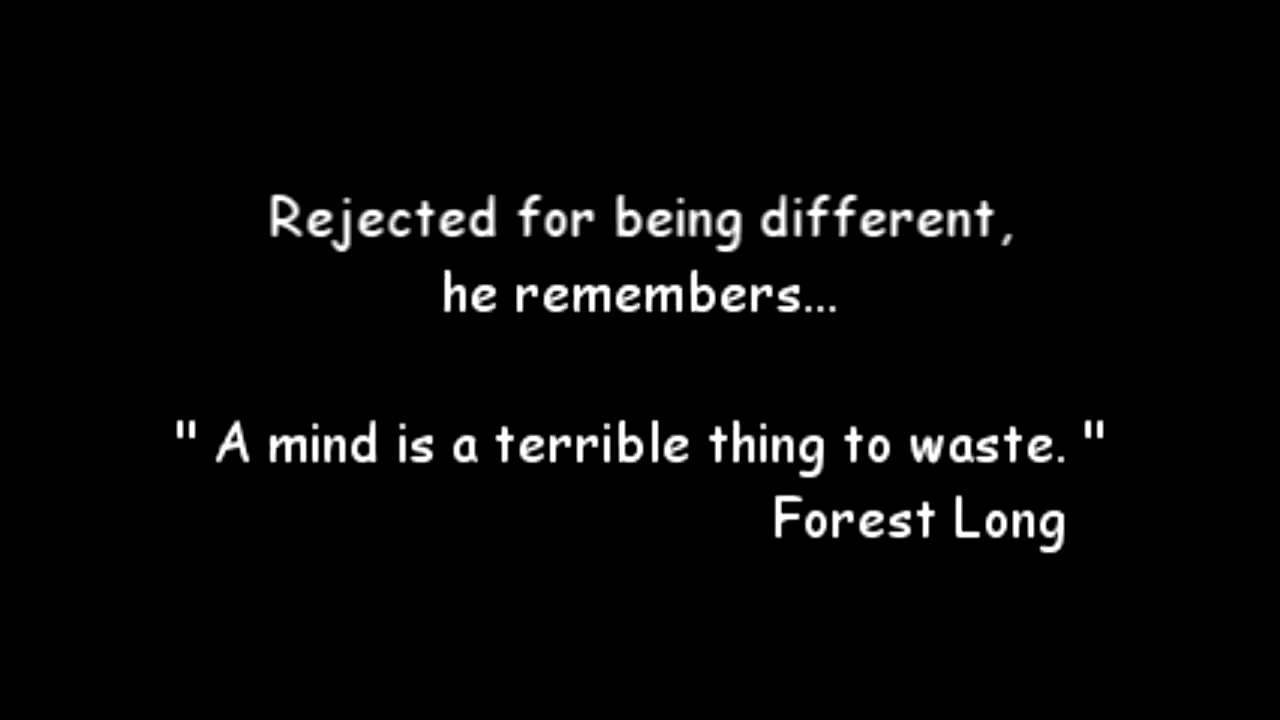 Rejected for being different,
he remembers...
" A mind is a terrible thing to waste. "
Forest Long